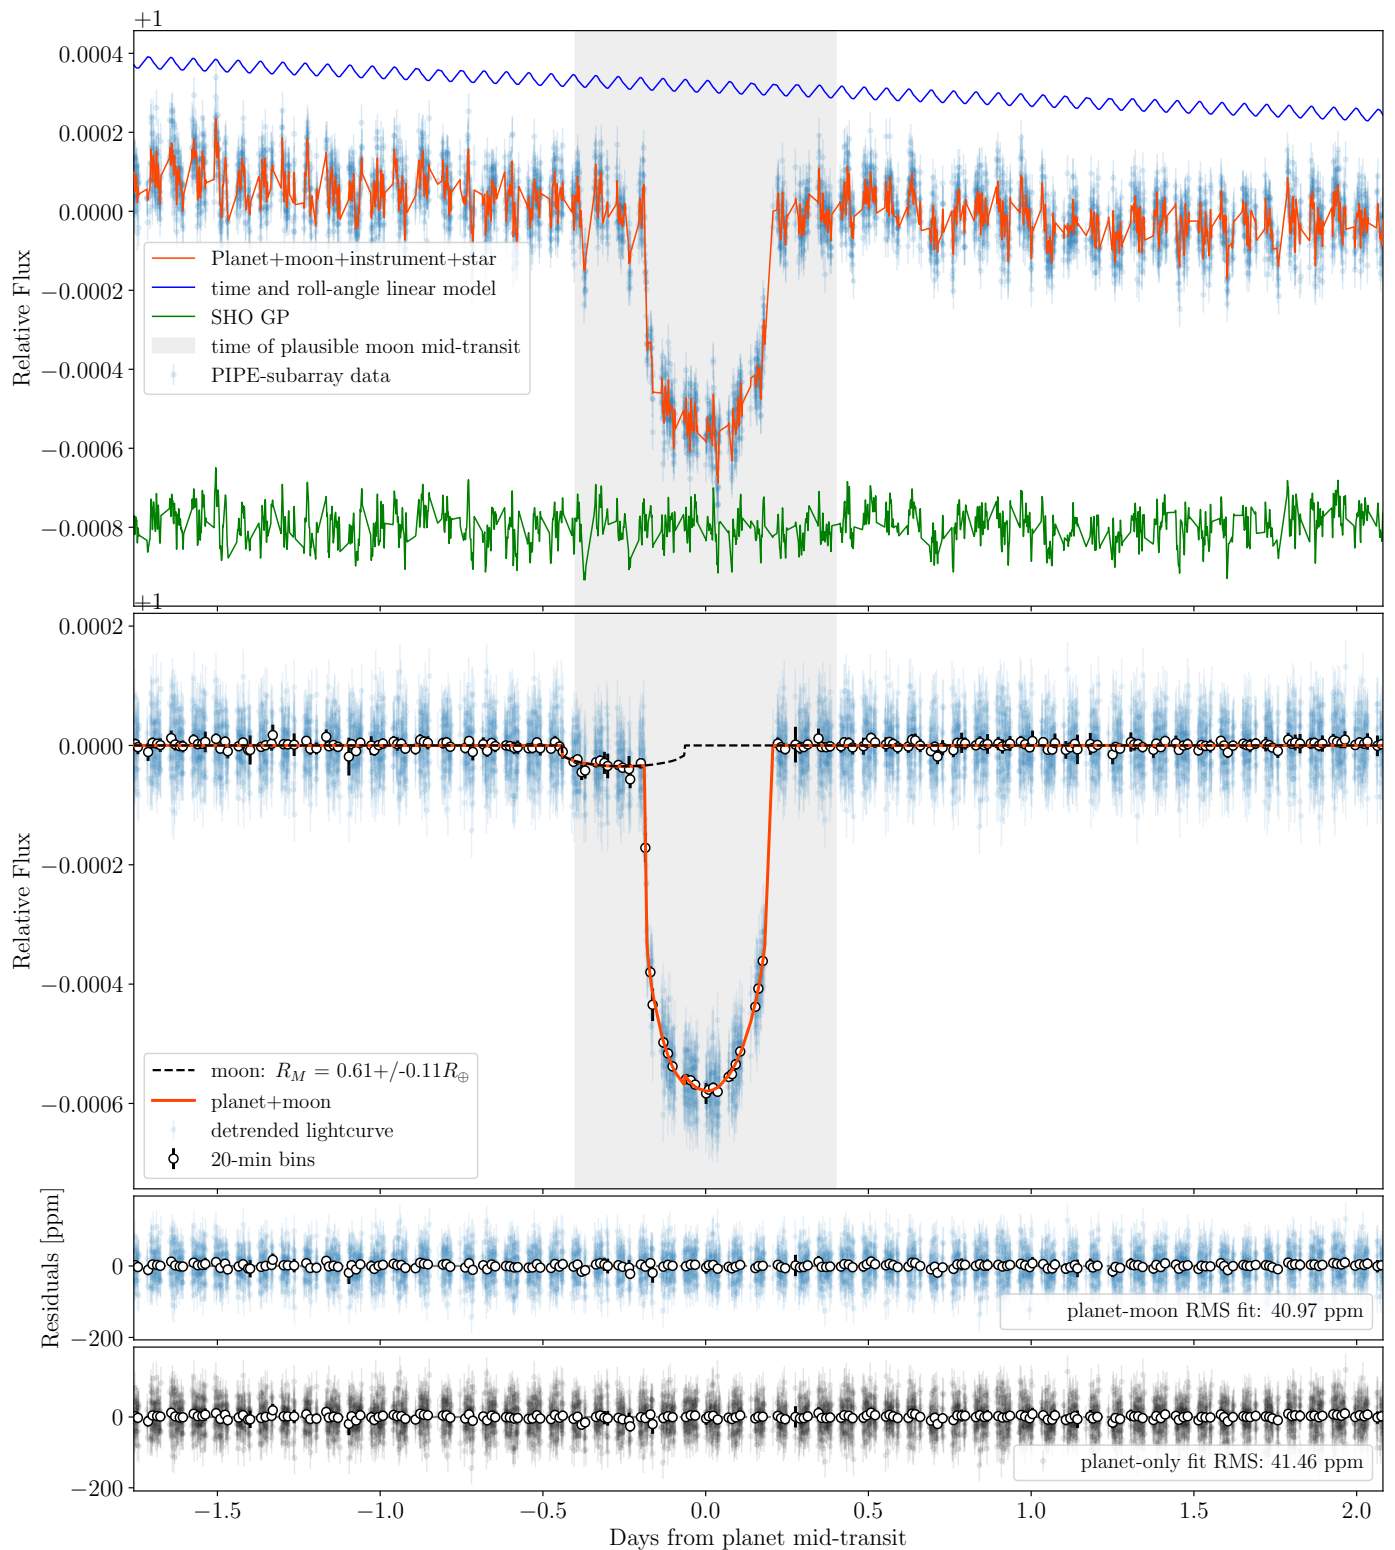 +1
0.0004
0.0002
0.0000
−0.0002
−0.0004
−0.0006
−0.0008
Relative Flux
Planet+moon+instrument+star
time and roll-angle linear model
SHO GP
time of plausible moon mid-transit
PIPE-subarray data
+1
0.0002
0.0000
−0.0002
−0.0004
−0.0006
Relative Flux
moon: R_M = 0.61+/-0.11R_⊕
planet+moon
detrended lightcurve
20-min bins
Residuals [ppm]
0
−200
planet-moon RMS fit: 40.97 ppm
0
−200
planet-only fit RMS: 41.46 ppm
−1.5 −1.0 −0.5 0.0 0.5 1.0 1.5 2.0
Days from planet mid-transit